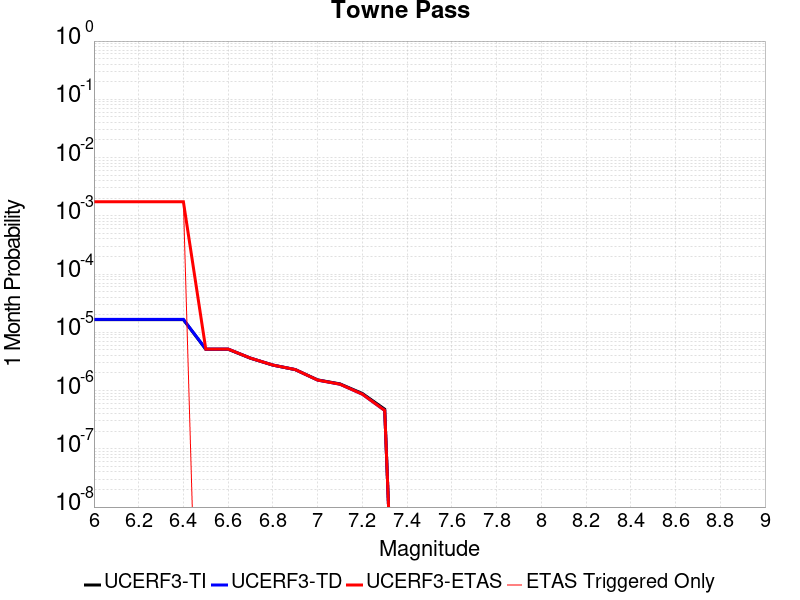 Towne Pass
10^0
10^-1
10^-2
10^-3
10^-4
10^-5
10^-6
10^-7
10^-8
1 Month Probability
6 6.2 6.4 6.6 6.8 7 7.2 7.4 7.6 7.8 8 8.2 8.4 8.6 8.8 9
Magnitude
UCERF3-TI UCERF3-TD UCERF3-ETAS ETAS Triggered Only